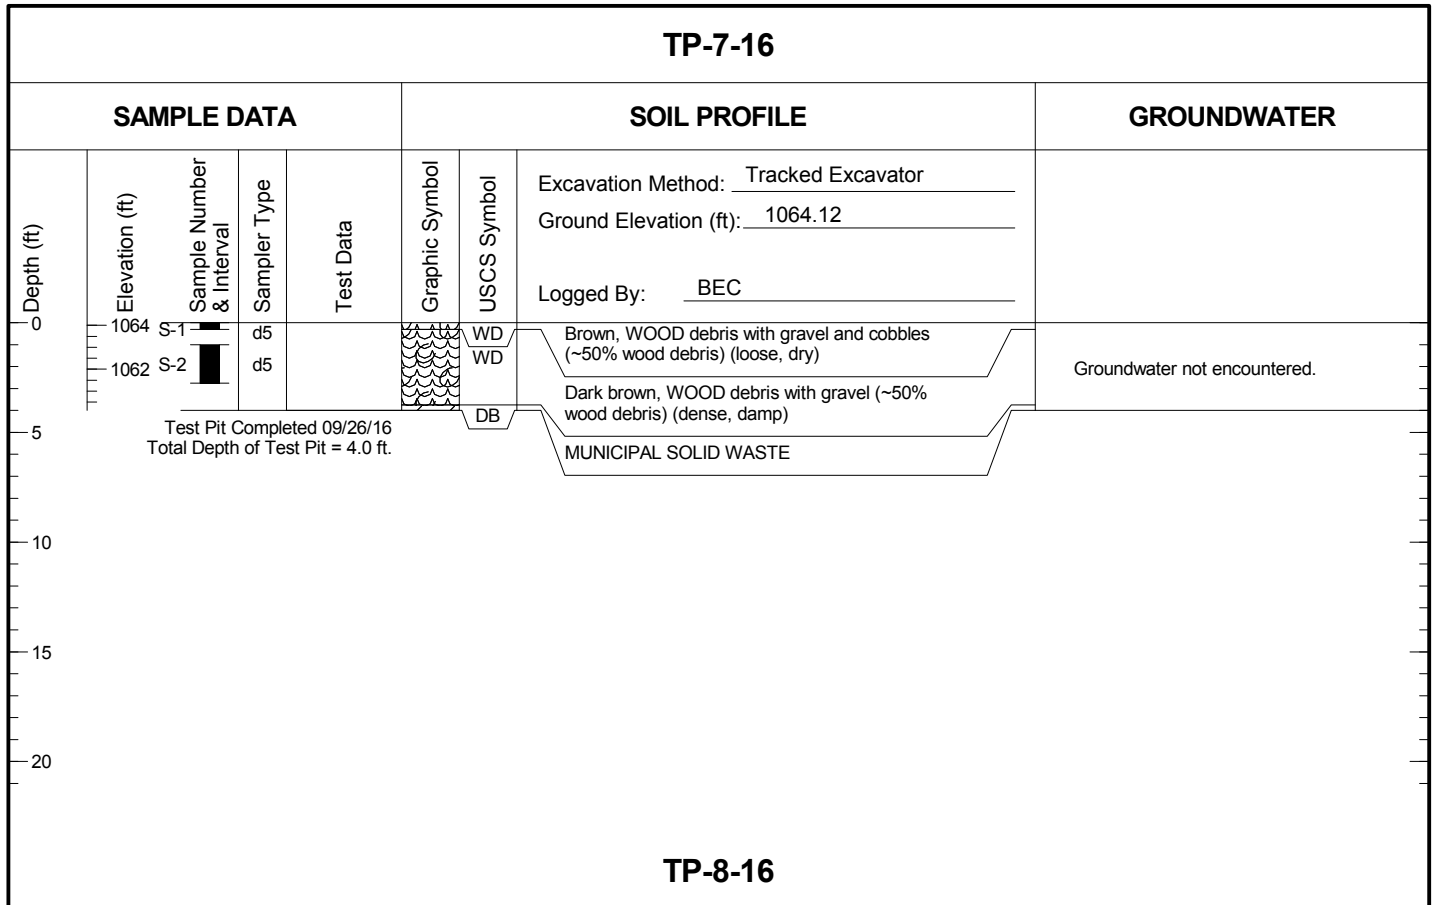 TP-7-16
SAMPLE DATA
SOIL PROFILE
GROUNDWATER
Depth (ft)
Elevation (ft)
Sample Number
& Interval
Sampler Type
Test Data
Graphic Symbol
USCS Symbol
Excavation Method: Tracked Excavator
Ground Elevation (ft): 1064.12
Logged By: BEC
0
1064
S-1
d5
WD
Brown, WOOD debris with gravel and cobbles
(~50% wood debris) (loose, dry)
1062
S-2
d5
WD
Dark brown, WOOD debris with gravel (~50%
wood debris) (dense, damp)
Groundwater not encountered.
DB
MUNICIPAL SOLID WASTE
Test Pit Completed 09/26/16
Total Depth of Test Pit = 4.0 ft.
5
10
15
20
TP-8-16